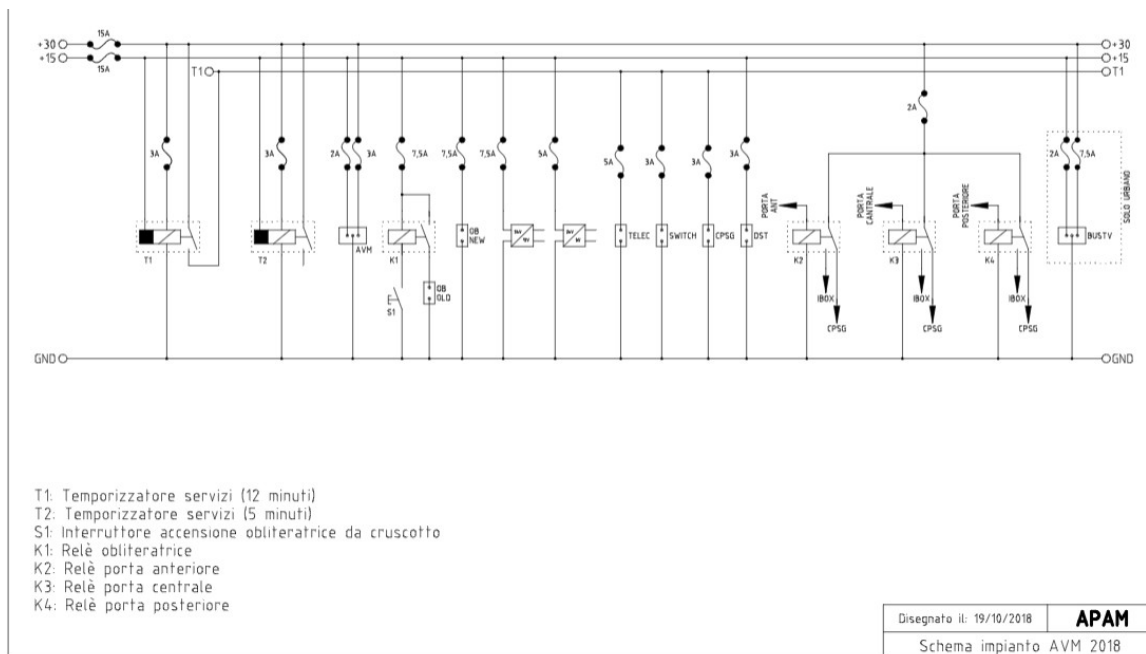 15A
+30
+15
15A
T1
+30
+15
T1
2A
3A
3A
2A
3A
7,5A
7,5A
7,5A
5A
5A
3A
3A
3A
2A
7,5A
SOLO URBANO
PORTA
ANT
PORTA
CANTRALE
PORTA
POSTERIORE
T1
T2
AVM
K1
OB
NEW
TELEC
SWITCH
CPSG
DST
K2
K3
K4
BUSTV
S1
OB
OLD
IBOX
CPSG
IBOX
CPSG
IBOX
CPSG
GND
GND
T1: Temporizzatore servizi (12 minuti)
T2: Temporizzatore servizi (5 minuti)
S1: Interruttore accensione obliteratrice da cruscotto
K1: Relè obliteratrice
K2: Relè porta anteriore
K3: Relè porta centrale
K4: Relè porta posteriore
Disegnato il: 19/10/2018
APAM
Schema impianto AVM 2018